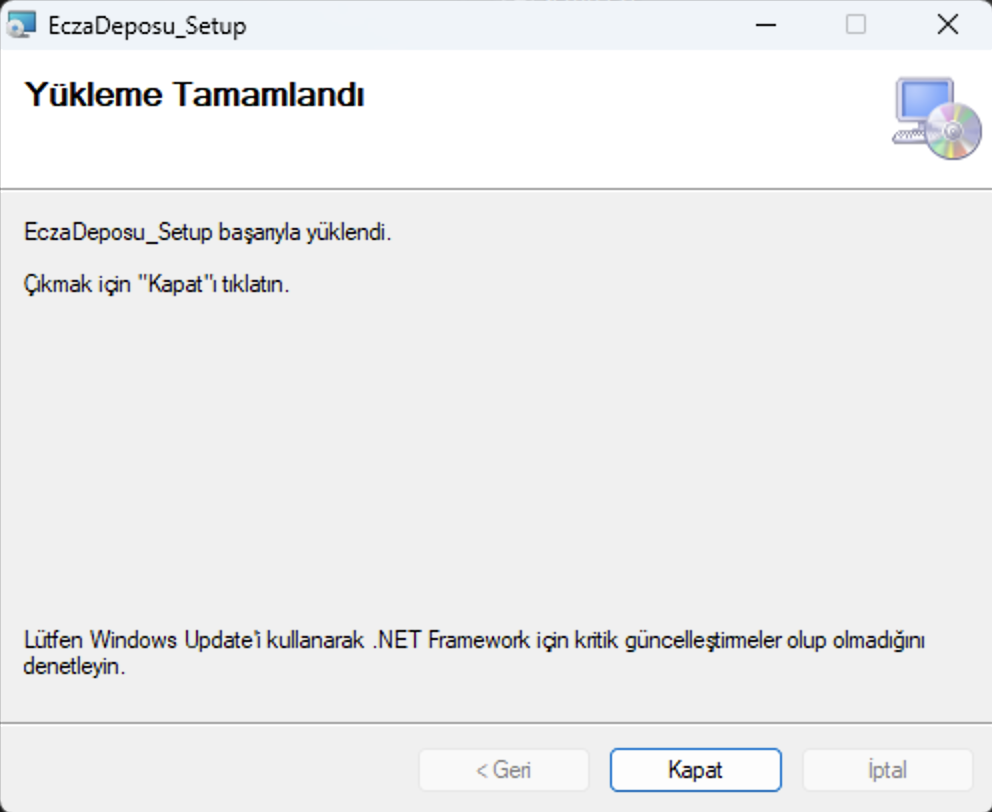 EczaDeposu_Setup
Yükleme Tamamlandı
EczaDeposu_Setup başarıyla yüklendi.
Çıkmak için "Kapat"ı tıklatın.
Lütfen Windows Update'i kullanarak .NET Framework için kritik güncelleştirmeler olup olmadığını
denetleyin.
< Geri
Kapat
İptal